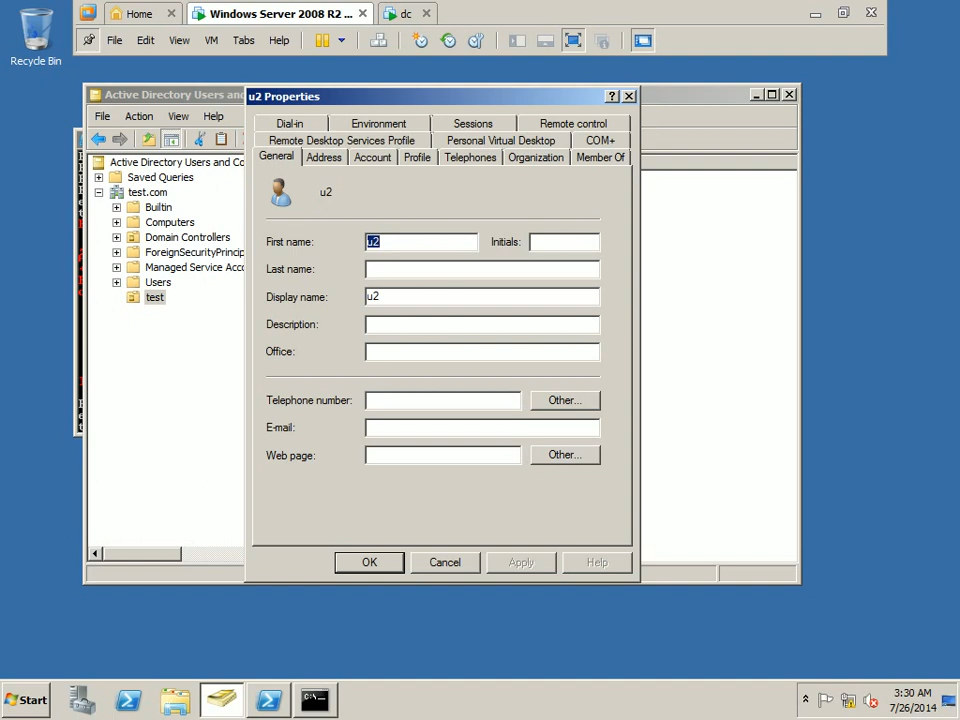 Recycle Bin
Home
Windows Server 2008 R2 ...
dc
File Edit View VM Tabs Help
Active Directory Users and
u2 Properties
File Action View Help
Dial-in Environment Sessions Remote control
Remote Desktop Services Profile Personal Virtual Desktop COM+
General Address Account Profile Telephones Organization Member Of
Active Directory Users and Co
Saved Queries
test.com
Builtin
Computers
Domain Controllers
ForeignSecurityPrincip
Managed Service Acco
Users
test
u2
First name: u2 Initials:
Last name:
Display name: u2
Description:
Office:
Telephone number: Other...
E-mail:
Web page: Other...
OK Cancel Apply Help
Start
3:30 AM
7/26/2014